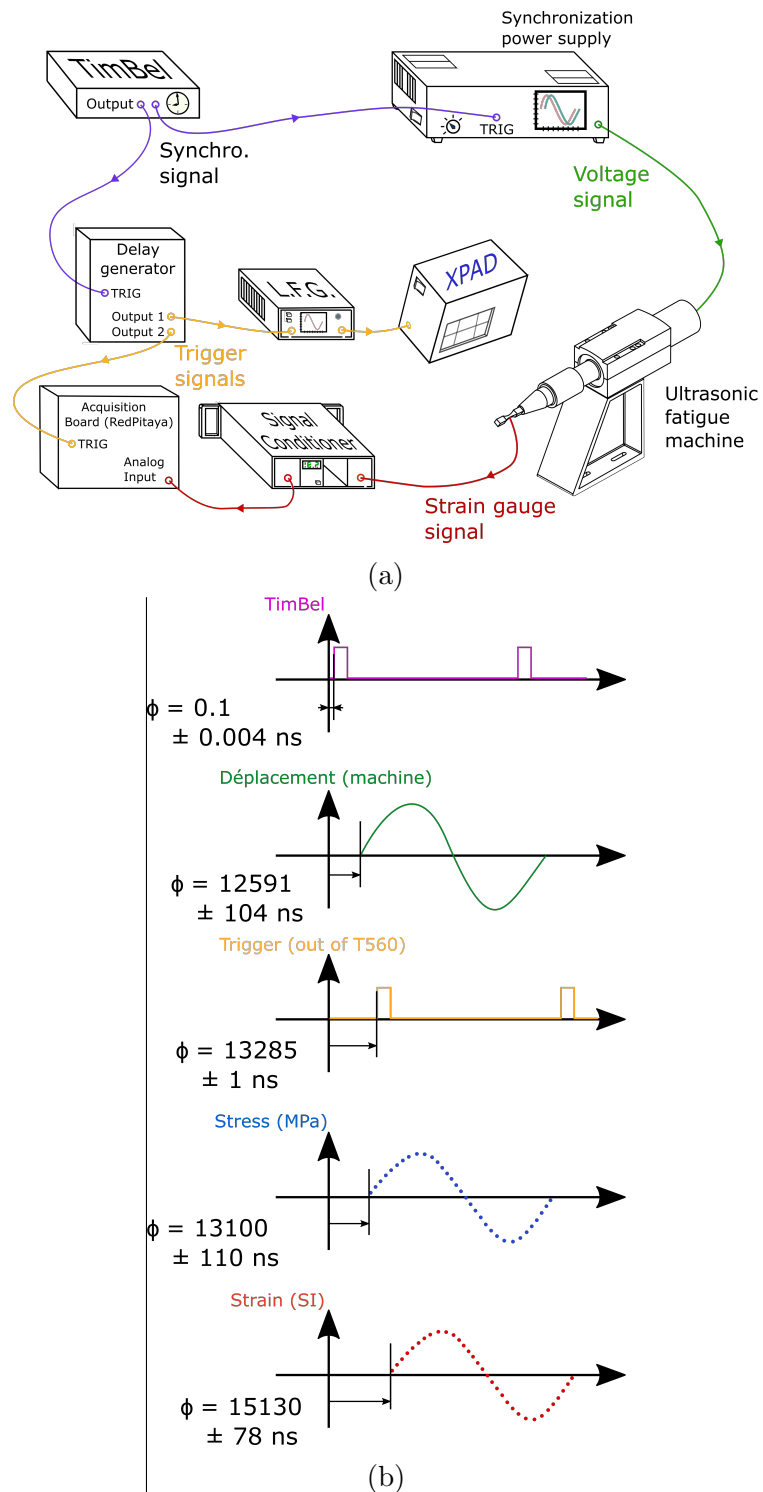 Synchronization
power supply
TimBel
Output
TRIG
Synchro.
signal
Voltage
signal
Delay
generator
TRIG
Output 1
Output 2
L.F.G.
XPAD
Trigger
signals
Ultrasonic
fatigue
machine
Acquisition
Board (RedPitaya)
TRIG
Analog
Input
Signal
Conditioner
Strain gauge
signal
(a)
TimBel
ϕ = 0.1
± 0.004 ns
Déplacement (machine)
ϕ = 12591
± 104 ns
Trigger (out of T560)
ϕ = 13285
± 1 ns
Stress (MPa)
ϕ = 13100
± 110 ns
Strain (SI)
ϕ = 15130
± 78 ns
(b)